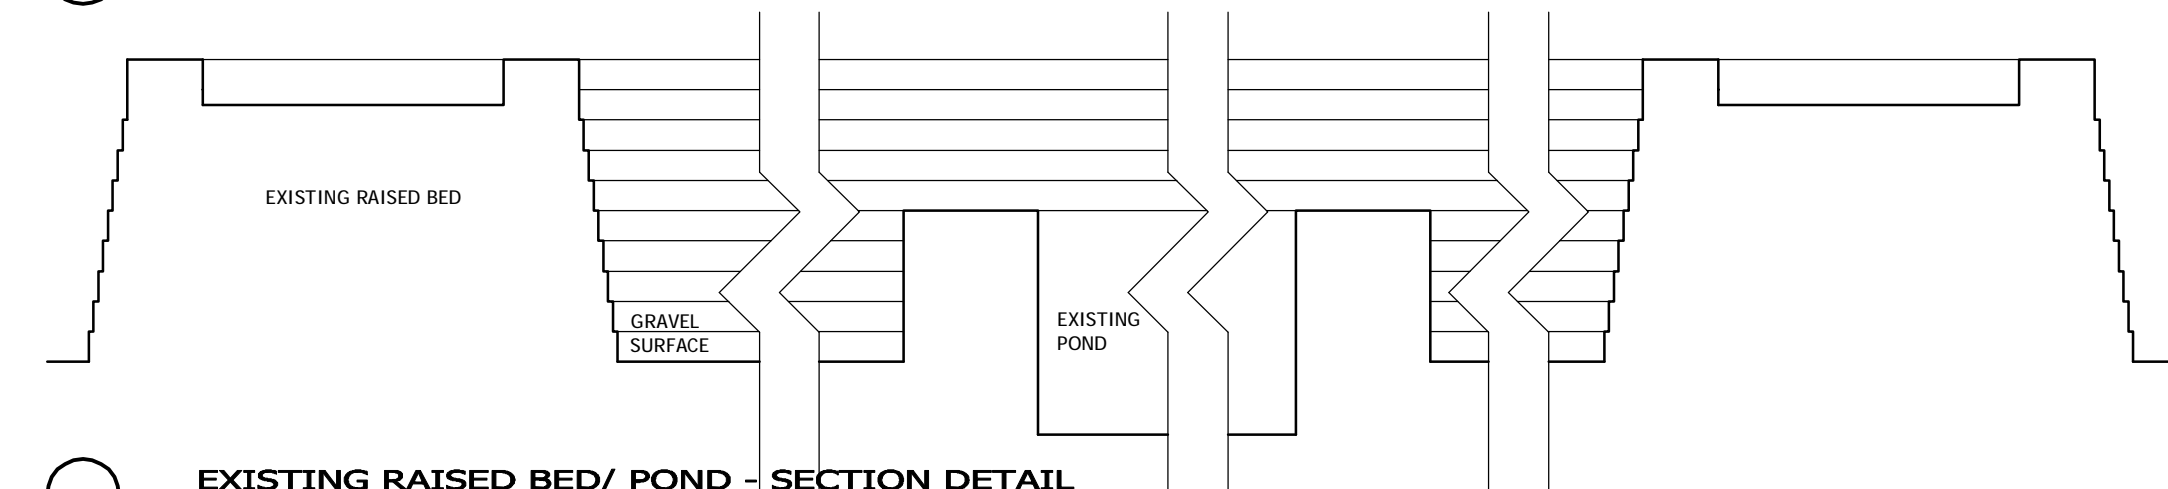 EXISTING RAISED BED
GRAVEL
SURFACE
EXISTING
POND
EXISTING RAISED BED/ POND - SECTION DETAIL